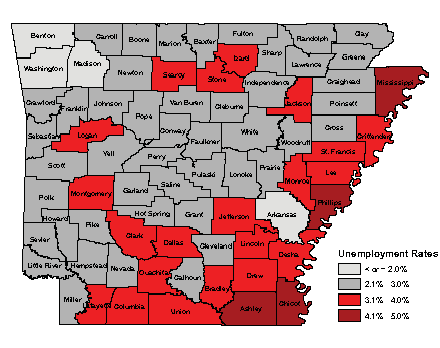 Benton
Carroll
Boone
Marion
Baxter
Fulton
Randolph
Clay
Washington
Madison
Newton
Searcy
Stone
Izard
Sharp
Lawrence
Greene
Independence
Craighead
Mississippi
Crawford
Franklin
Johnson
Pope
Van Buren
Cleburne
Jackson
Poinsett
Sebastian
Logan
Conway
Faulkner
White
Woodruff
Cross
Crittenden
Scott
Yell
Perry
Pulaski
Lonoke
Prairie
St. Francis
Lee
Monroe
Phillips
Polk
Montgomery
Garland
Saline
Hot Spring
Grant
Jefferson
Arkansas
Howard
Pike
Clark
Dallas
Cleveland
Lincoln
Desha
Sevier
Little River
Hempstead
Nevada
Ouachita
Calhoun
Bradley
Drew
Miller
Lafayette
Columbia
Union
Ashley
Chicot
Unemployment Rates
< or = 2.0%
2.1% 3.0%
3.1% 4.0%
4.1% 5.0%